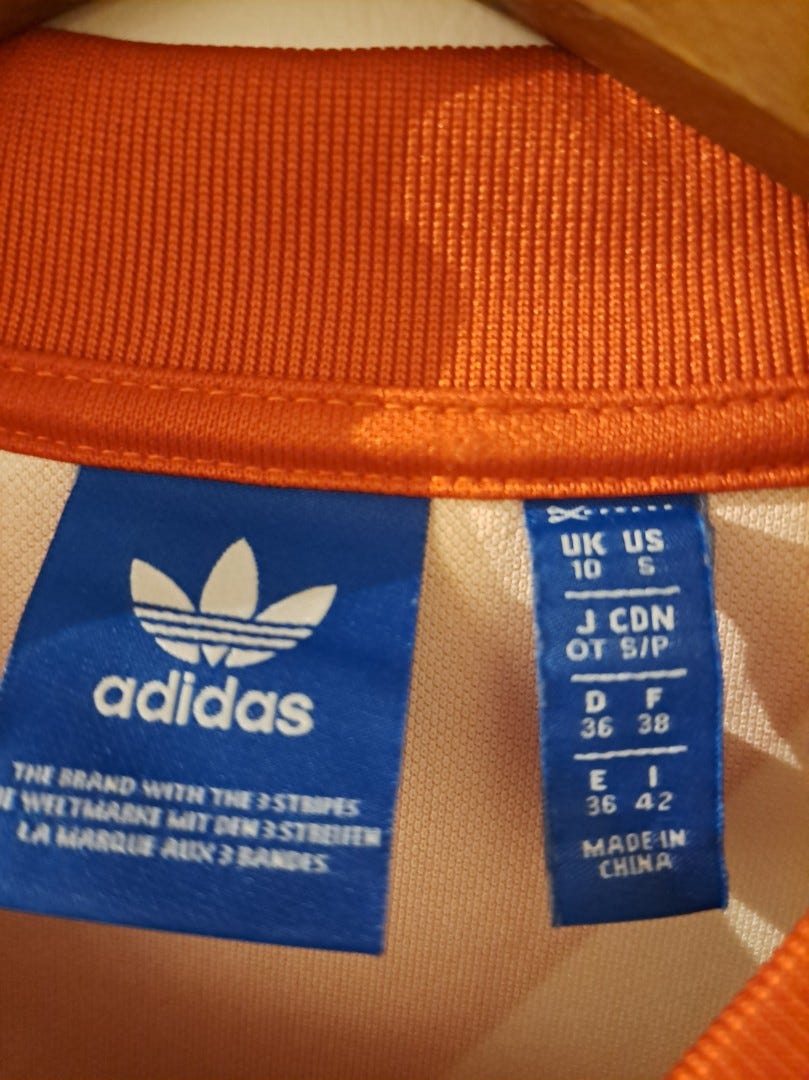 adidas
THE BRAND WITH THE 3 STRIPES
E WELTMARKE MIT DEN 3 STREIFEN
LA MARQUE AUX 3 BANDES
UK US
10 S
J CDN
OT S/P
D F
36 38
E I
36 42
MADE IN
CHINA